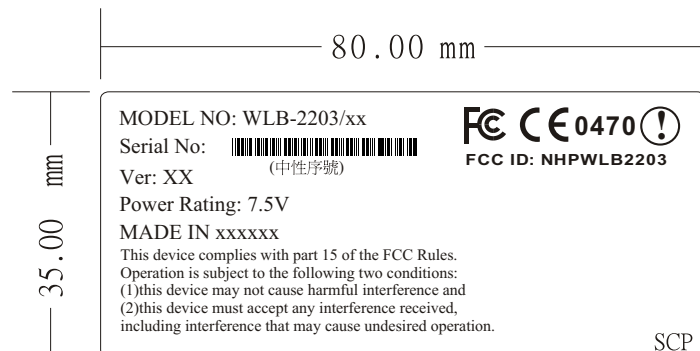 80.00 mm
35.00 mm
MODEL NO: WLB-2203/xx
FC CE 0470 !
Serial No:
(中性序號)
FCC ID: NHPWLB2203
Ver: XX
Power Rating: 7.5V
MADE IN xxxxxx
This device complies with part 15 of the FCC Rules.
Operation is subject to the following two conditions:
(1)this device may not cause harmful interference and
(2)this device must accept any interference received,
including interference that may cause undesired operation.
SCP